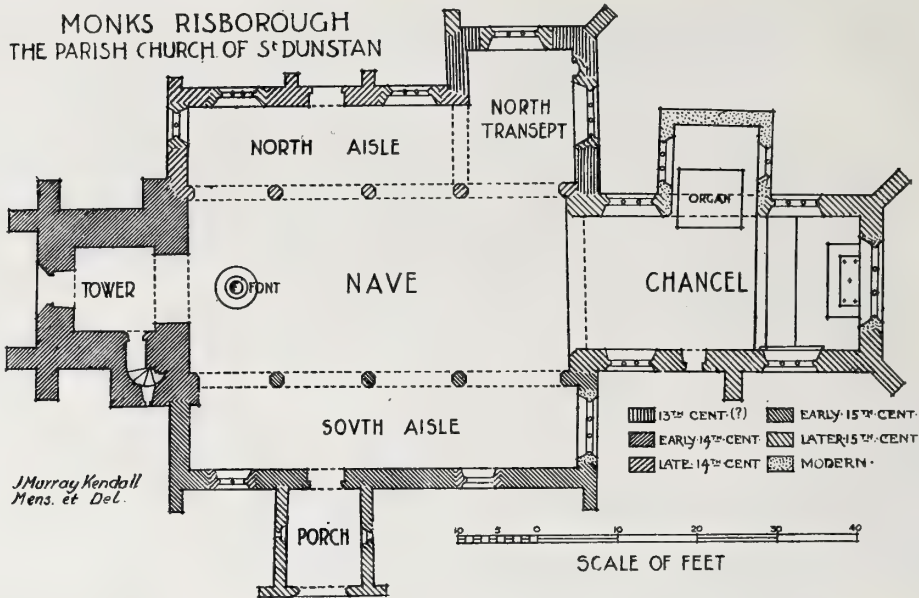 MONKS RISBOROUGH
THE PARISH CHURCH OF St DUNSTAN
NORTH AISLE
NORTH
TRANSEPT
ORGAN
TOWER
FONT
NAVE
CHANCEL
SOVTH AISLE
PORCH
13TH CENT. (?)
EARLY 14TH CENT.
LATE 14TH CENT
EARLY 15TH CENT.
LATER 15TH CENT
MODERN.
J Murray Kendall
Mens. et Del.
10 5 0 10 20 30 40
SCALE OF FEET